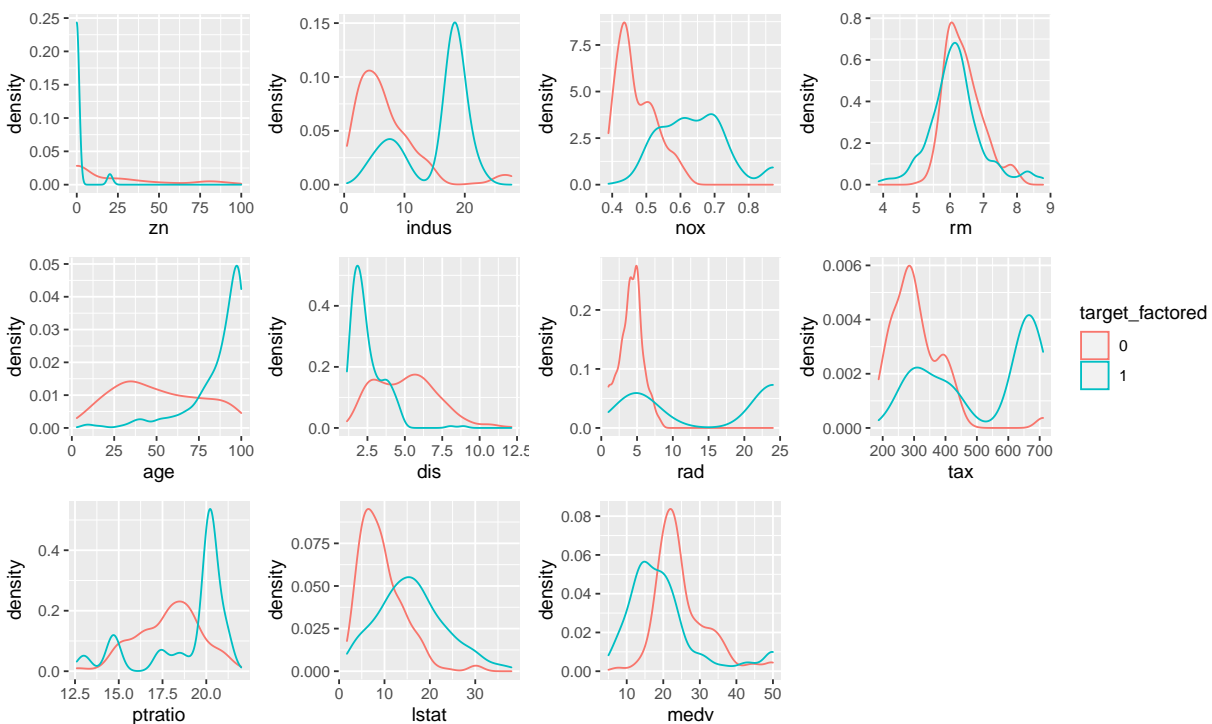 density
0.25
0.20
0.15
0.10
0.05
0.00
0 25 50 75 100
zn
density
0.15
0.10
0.05
0.00
0 10 20
indus
density
7.5
5.0
2.5
0.0
0.4 0.5 0.6 0.7 0.8
nox
density
0.8
0.6
0.4
0.2
0.0
4 5 6 7 8 9
rm
density
0.05
0.04
0.03
0.02
0.01
0.00
0 25 50 75 100
age
density
0.4
0.2
0.0
2.5 5.0 7.5 10.0 12.5
dis
density
0.2
0.1
0.0
0 5 10 15 20 25
rad
density
0.006
0.004
0.002
0.000
200 300 400 500 600 700
tax
target_factored
0
1
density
0.4
0.2
0.0
12.5 15.0 17.5 20.0
ptratio
density
0.075
0.050
0.025
0.000
0 10 20 30
lstat
density
0.08
0.06
0.04
0.02
0.00
10 20 30 40 50
medv